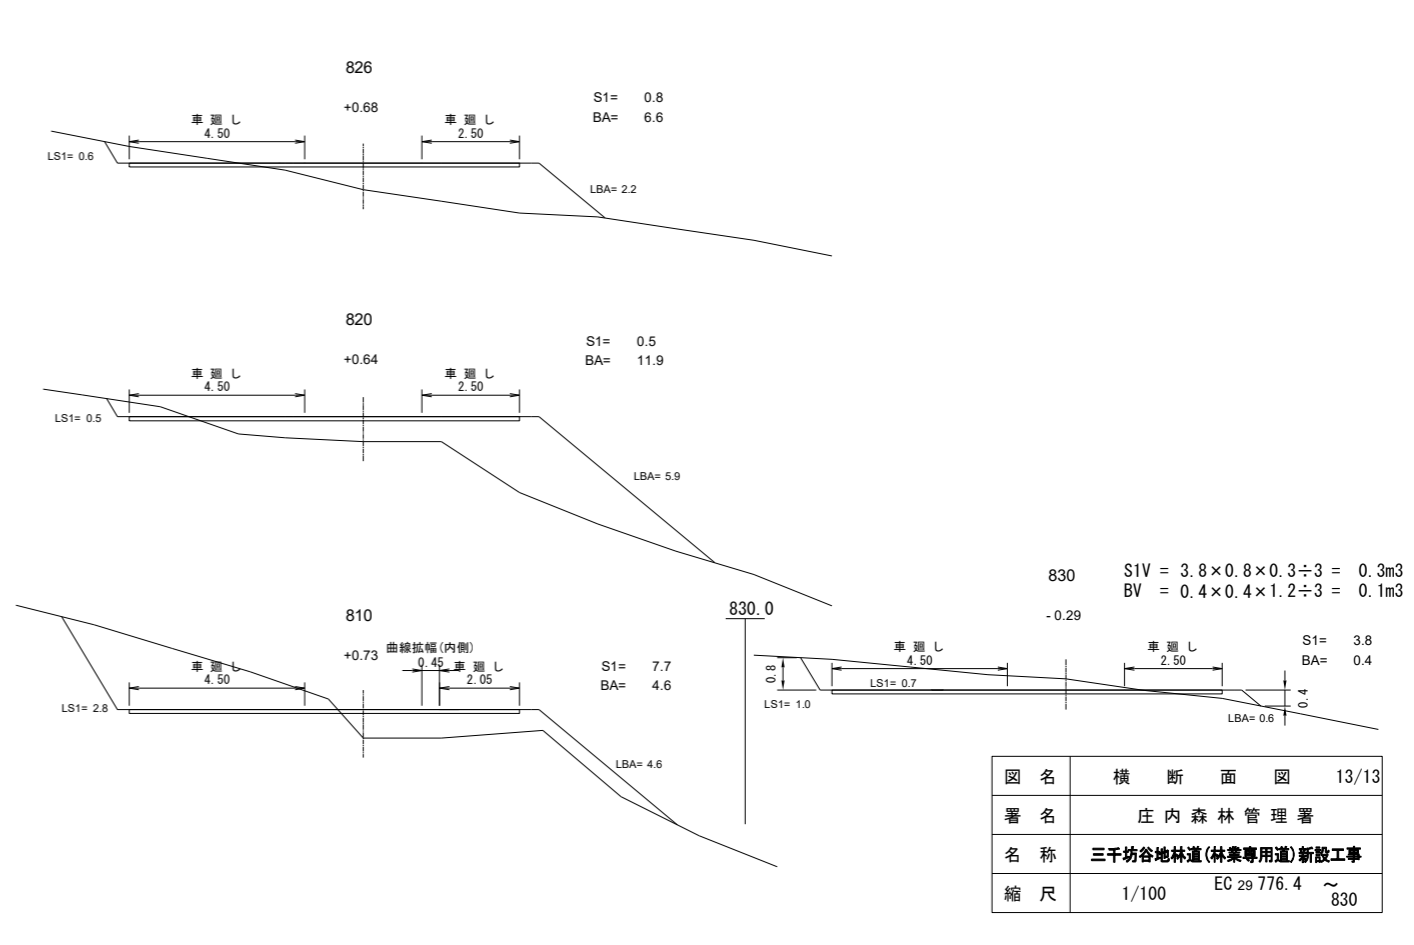 826
+0.68
S1= 0.8
BA= 6.6
車 廻 し
4.50
車 廻 し
2.50
LS1= 0.6
LBA= 2.2
820
+0.64
S1= 0.5
BA= 11.9
車 廻 し
4.50
車 廻 し
2.50
LS1= 0.5
LBA= 5.9
810
+0.73
曲線拡幅(内側)
0.45
車 廻 し
4.50
車 廻 し
2.05
S1= 7.7
BA= 4.6
LS1= 2.8
LBA= 4.6
830.0
830
-0.29
S1V = 3.8×0.8×0.3÷3 = 0.3m3
BV = 0.4×0.4×1.2÷3 = 0.1m3
S1= 3.8
BA= 0.4
車 廻 し
4.50
車 廻 し
2.50
0.8
LS1= 0.7
LS1= 1.0
0.4
LBA= 0.6
図 名 横 断 面 図 13/13
署 名 庄 内 森 林 管 理 署
名 称 三千坊谷地林道(林業専用道)新設工事
縮 尺 1/100 EC 29 776.4 ～ 830